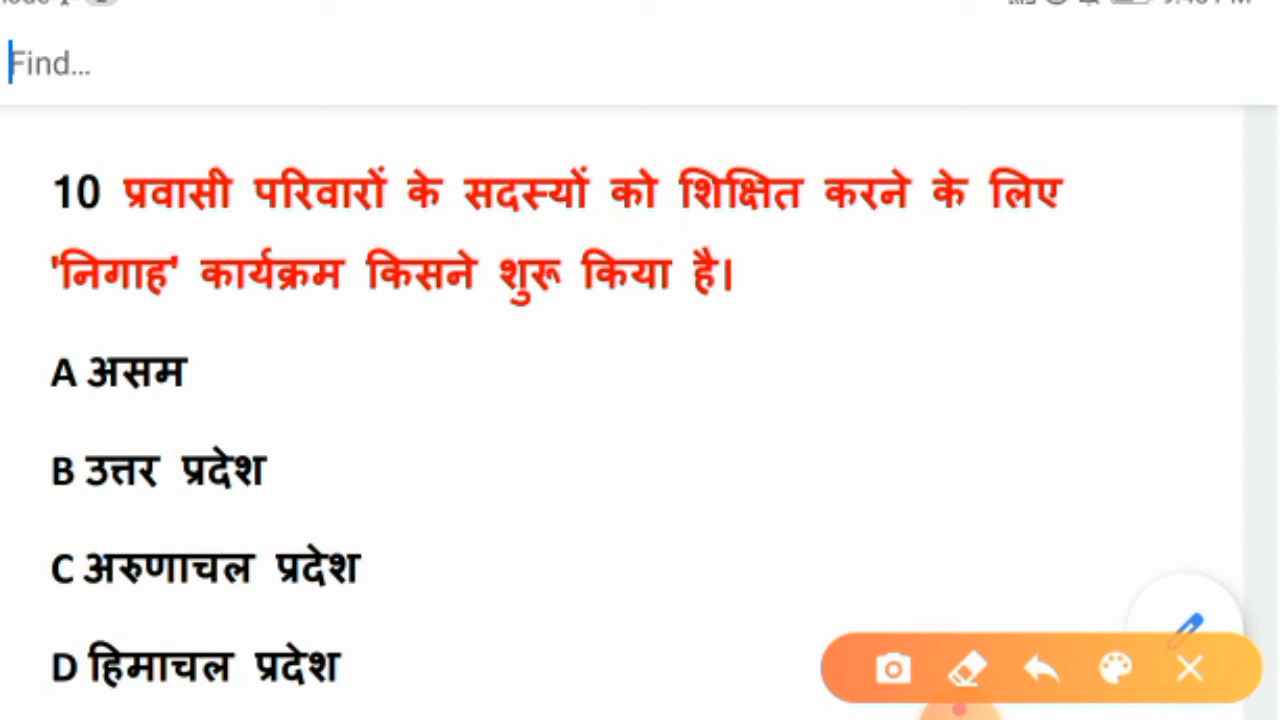 Find...
10 प्रवासी परिवारों के सदस्यों को शिक्षित करने के लिए
'निगाह' कार्यक्रम किसने शुरू किया है।
A असम
B उत्तर प्रदेश
C अरुणाचल प्रदेश
D हिमाचल प्रदेश